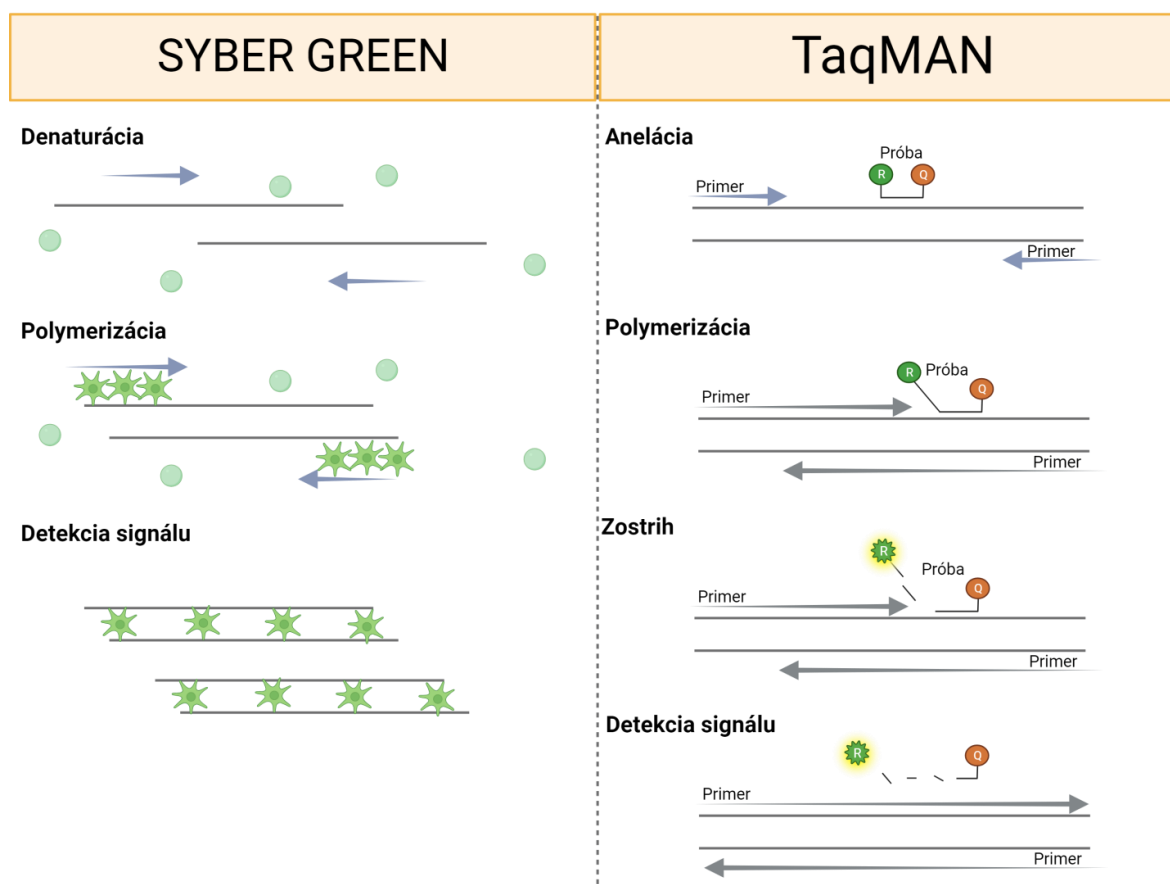 SYBER GREEN
Denaturácia
Polymerizácia
Detekcia signálu
TaqMAN
Anelácia
Próba
R
Q
Primer
Primer
Polymerizácia
R
Próba
Q
Primer
Primer
Zostrih
R
Próba
Q
Primer
Primer
Detekcia signálu
R
Q
Primer
Primer